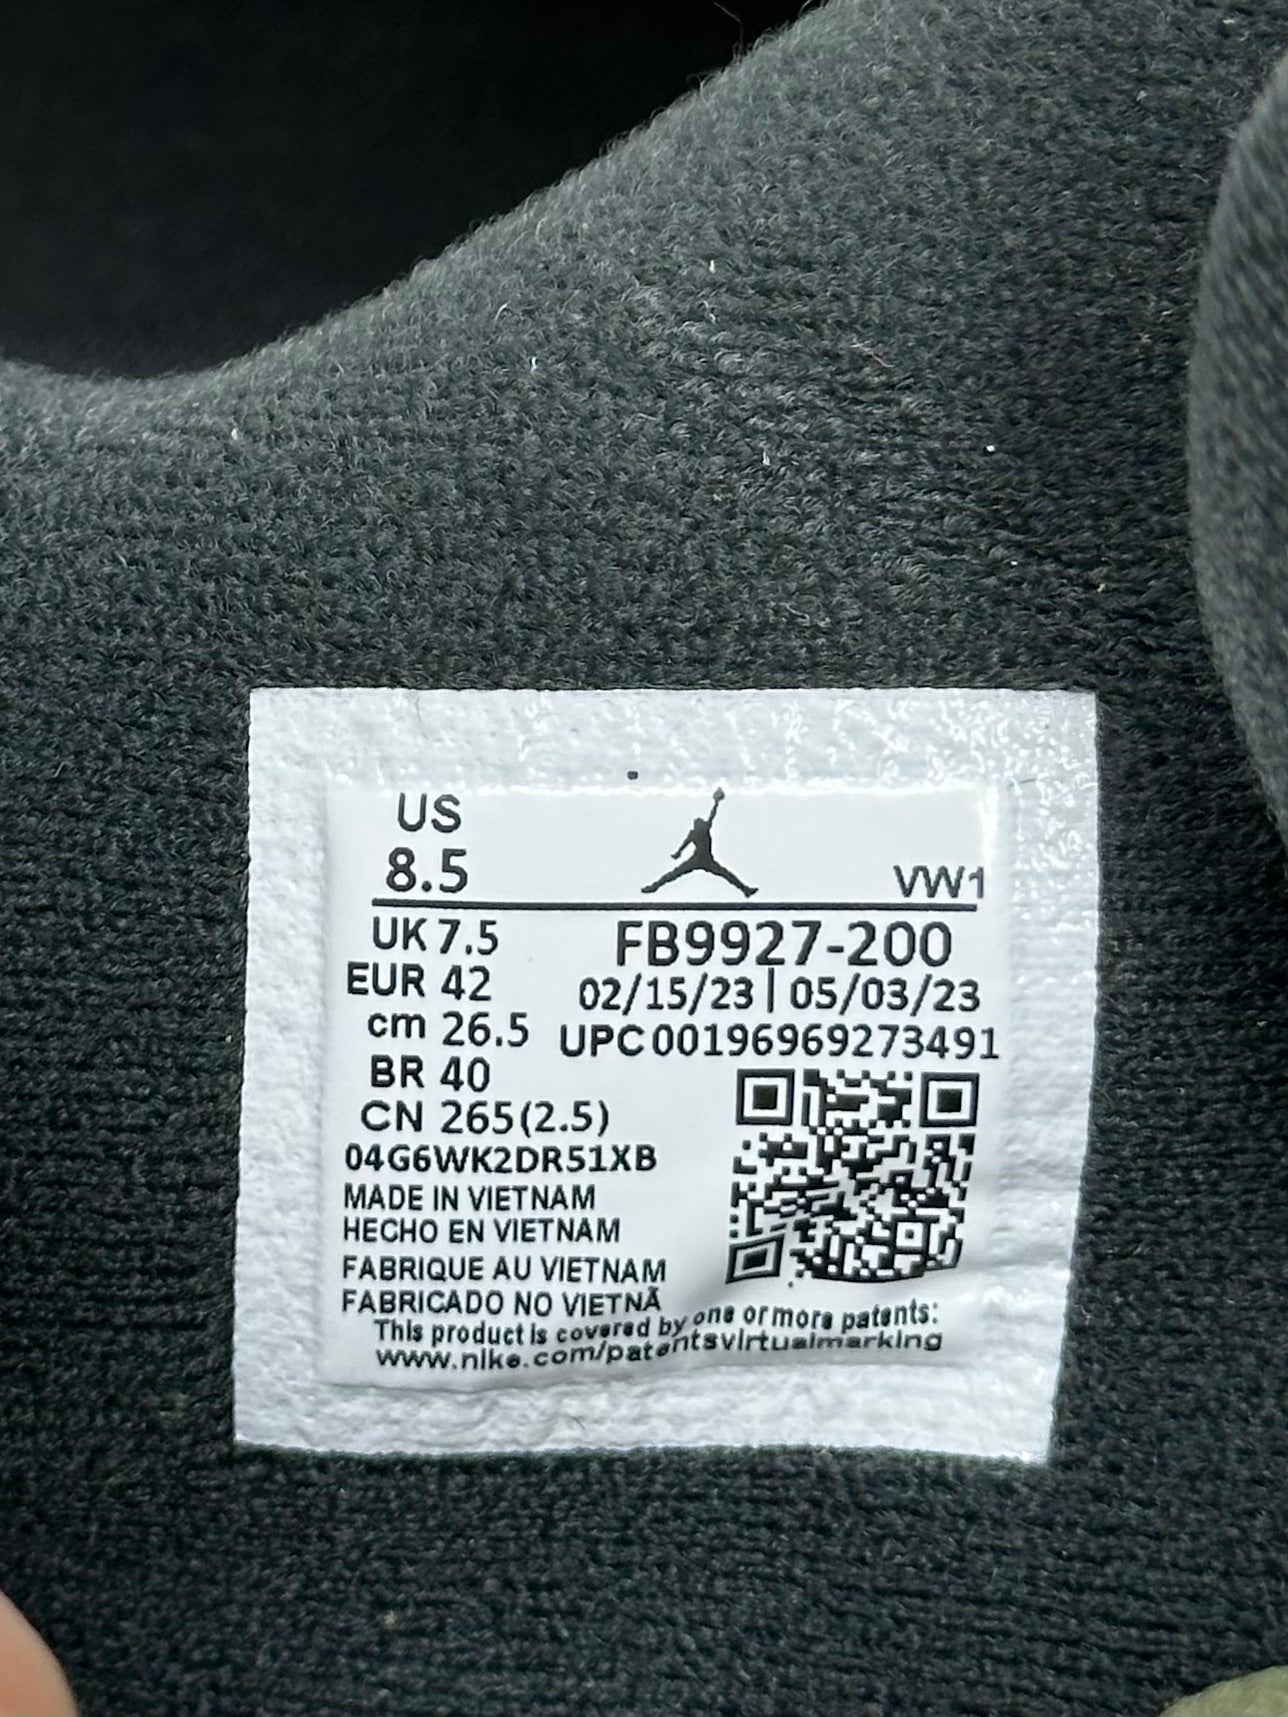 US
8.5
VW1
UK 7.5
FB9927-200
EUR 42
02/15/23 | 05/03/23
cm 26.5
UPC 00196969273491
BR 40
CN 265(2.5)
04G6WK2DR51XB
MADE IN VIETNAM
HECHO EN VIETNAM
FABRIQUE AU VIETNAM
FABRICADO NO VIETNÃ
This product is covered by one or more patents:
www.nike.com/patentsvirtualmarking